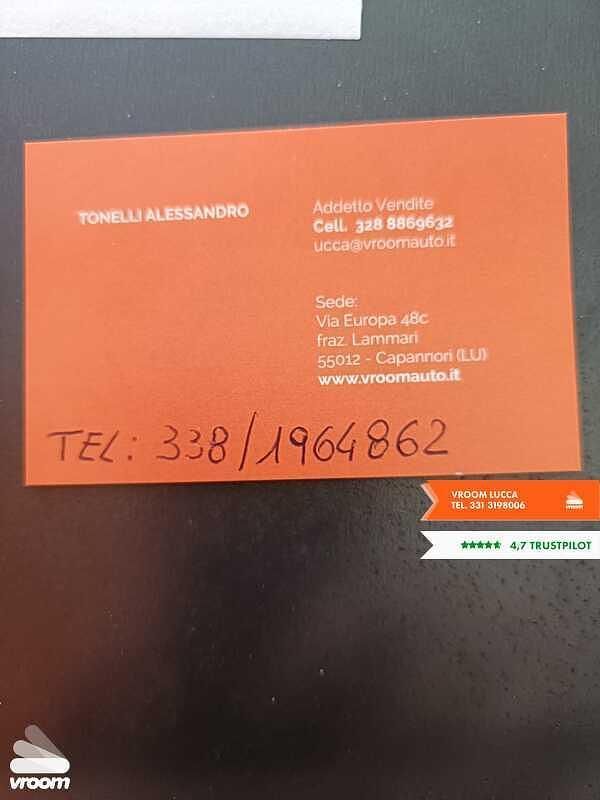 TONELLI ALESSANDRO
Addetto Vendite
Cell. 328 8869632
ucca@vroomauto.it
Sede:
Via Europa 48c
fraz. Lammari
55012 - Capannori (LU)
www.vroomauto.it
TEL: 338/1964862
VROOM LUCCA
TEL. 331 3198006
vroom
4,7 TRUSTPILOT
vroom